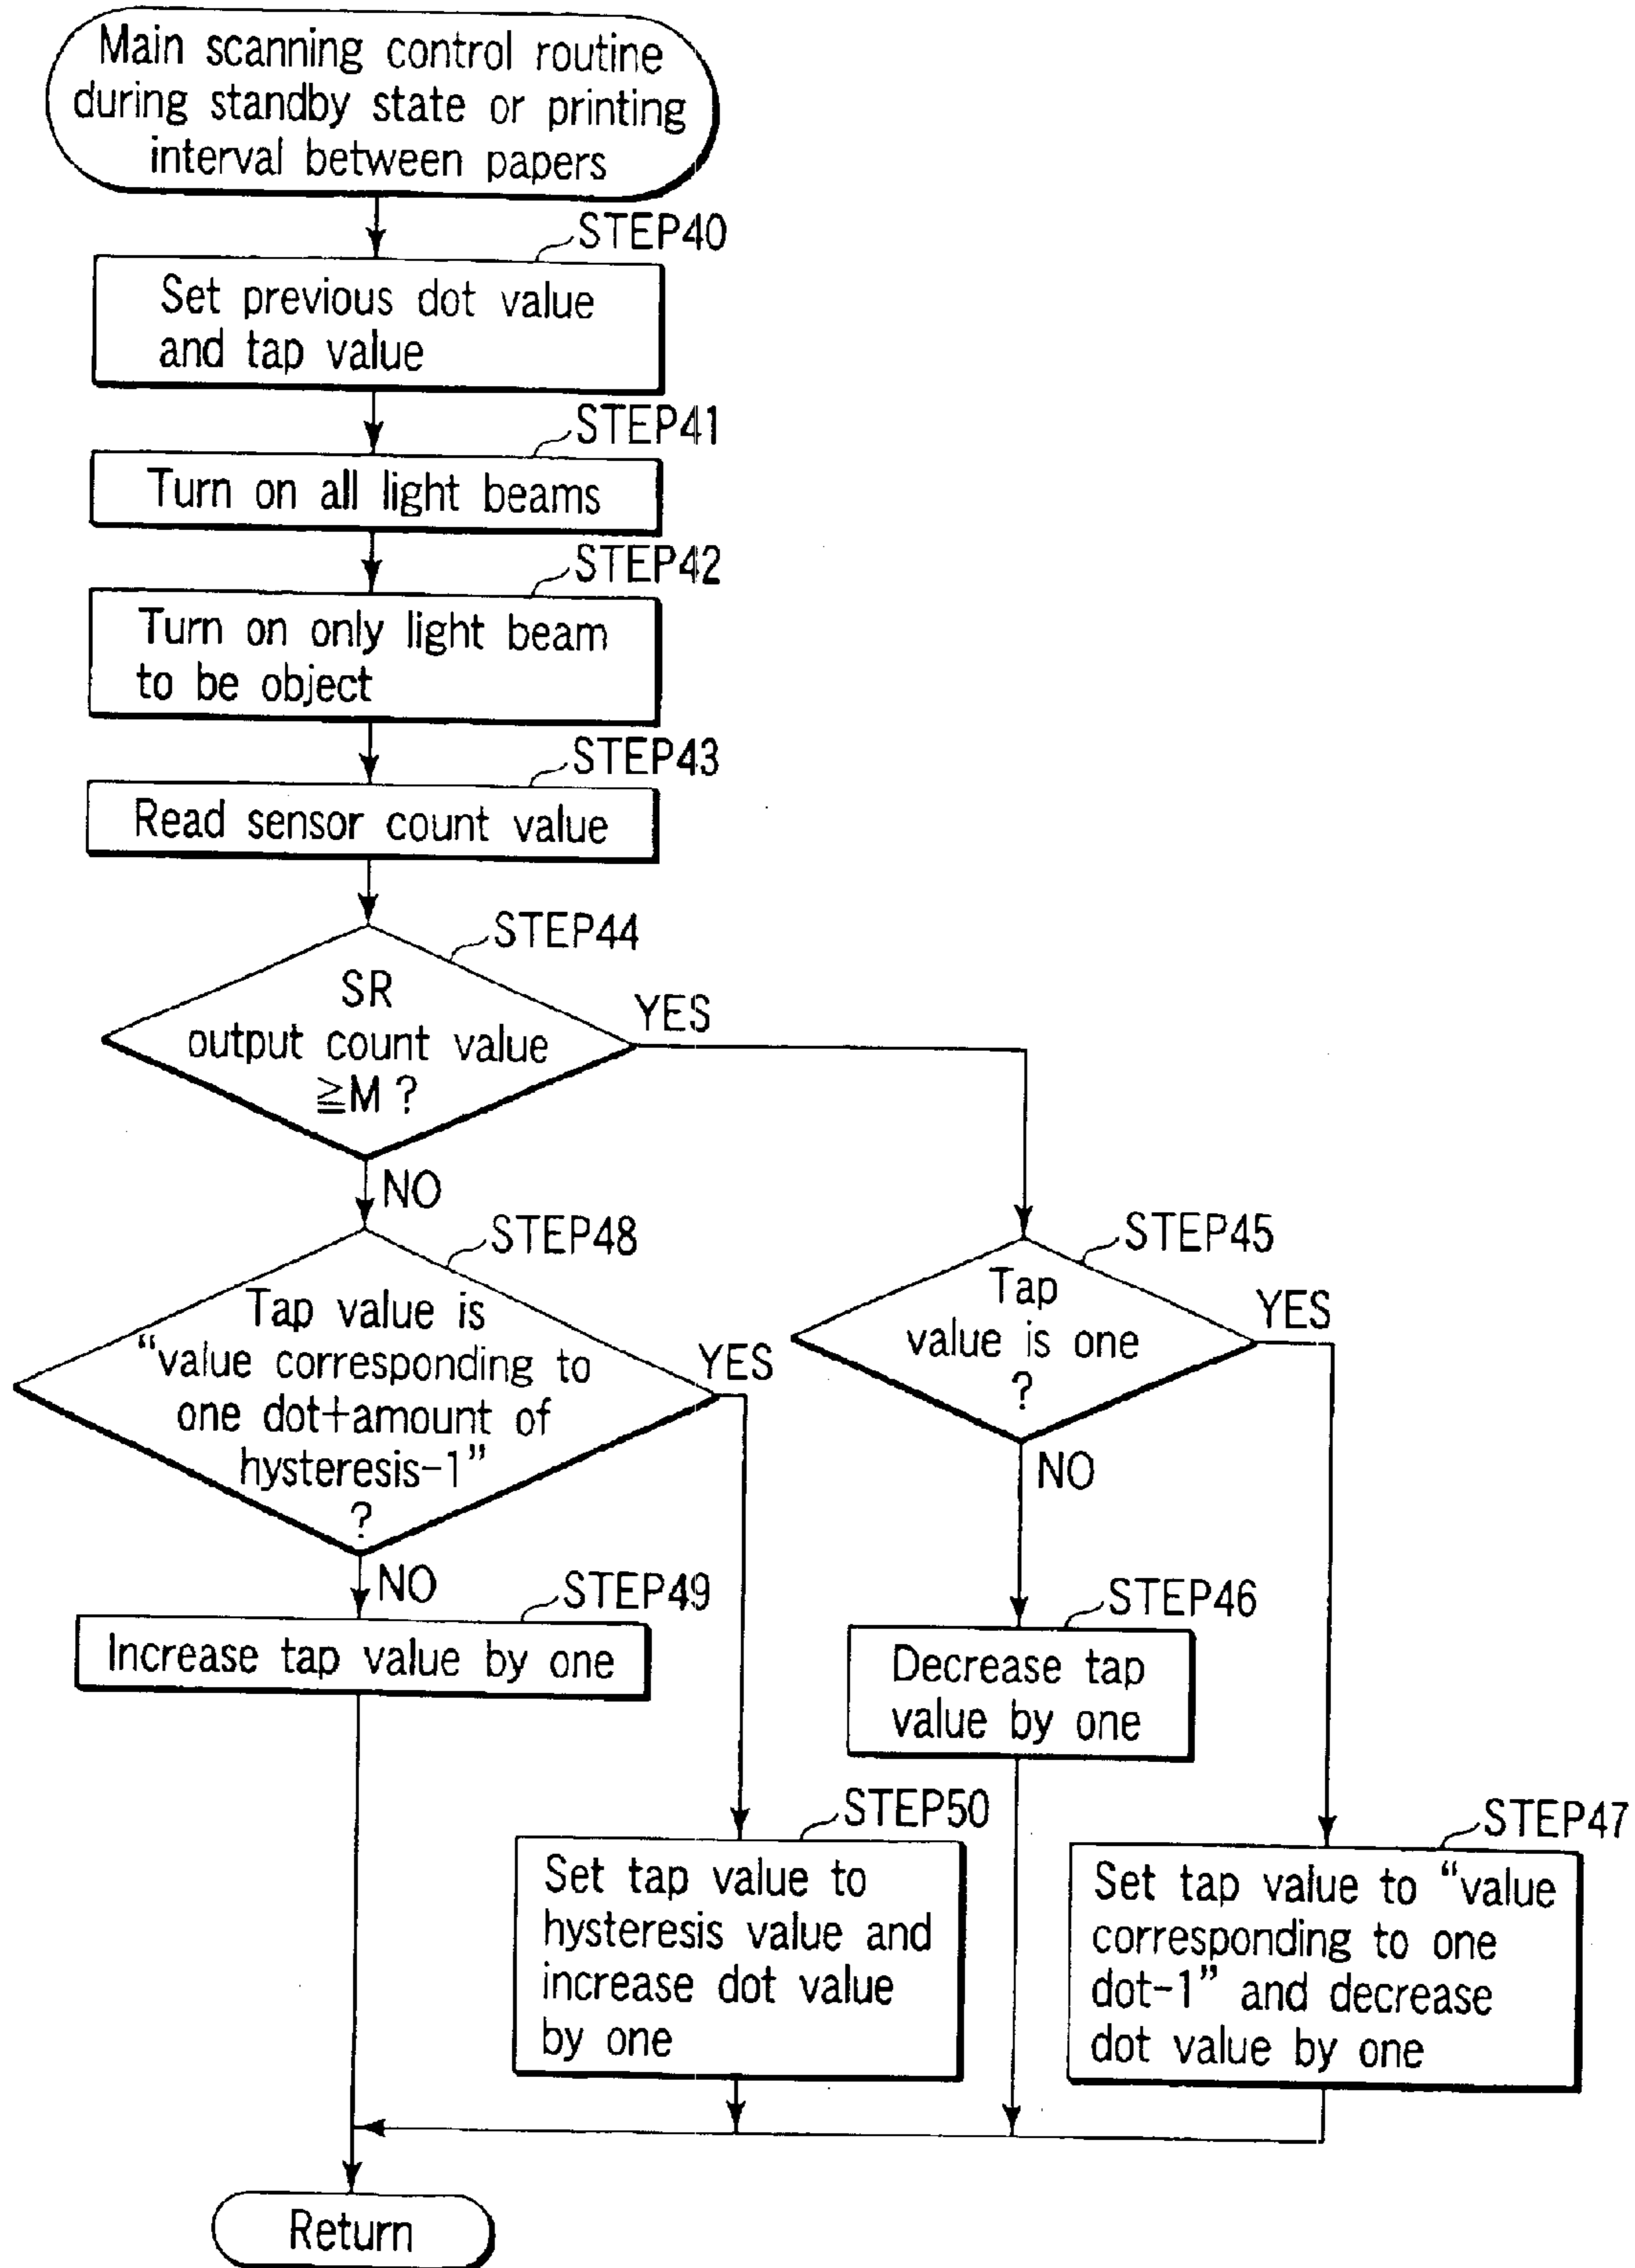 Main scanning control routine
during standby state or printing
interval between papers
STEP40
Set previous dot value
and tap value
STEP41
Turn on all light beams
STEP42
Turn on only light beam
to be object
STEP43
Read sensor count value
STEP44
SR
output count value
≧M ?
YES
NO
STEP48
Tap value is
“value corresponding to
one dot+amount of
hysteresis-1”
?
YES
NO
STEP45
Tap
value is one
?
YES
NO
STEP49
Increase tap value by one
STEP46
Decrease tap
value by one
STEP50
Set tap value to
hysteresis value and
increase dot value
by one
STEP47
Set tap value to “value
corresponding to one
dot-1” and decrease
dot value by one
Return